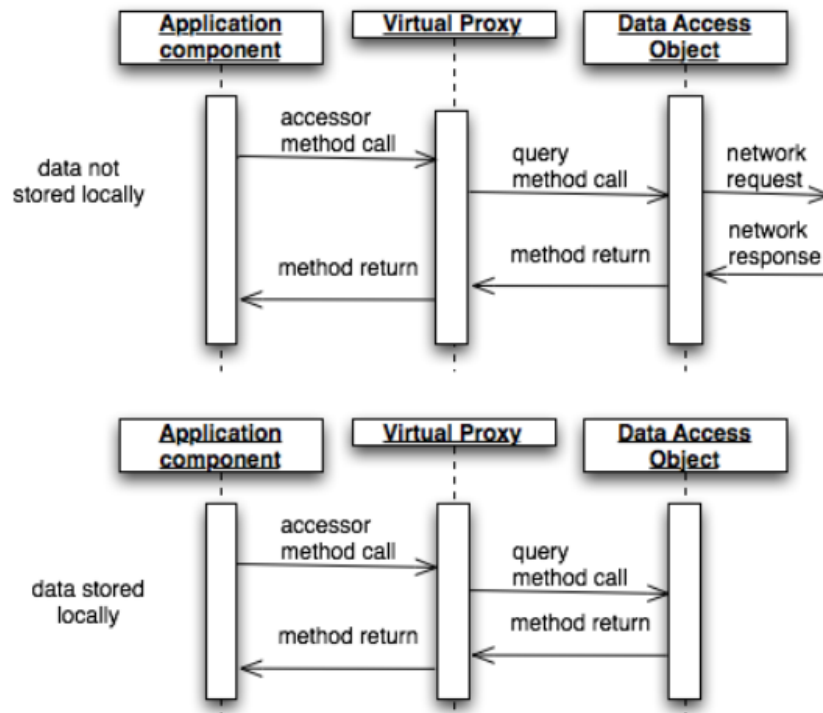 Application
component
Virtual Proxy
Data Access
Object
data not
stored locally
accessor
method call
query
method call
network
request
method return
method return
network
response
Application
component
Virtual Proxy
Data Access
Object
data stored
locally
accessor
method call
query
method call
method return
method return